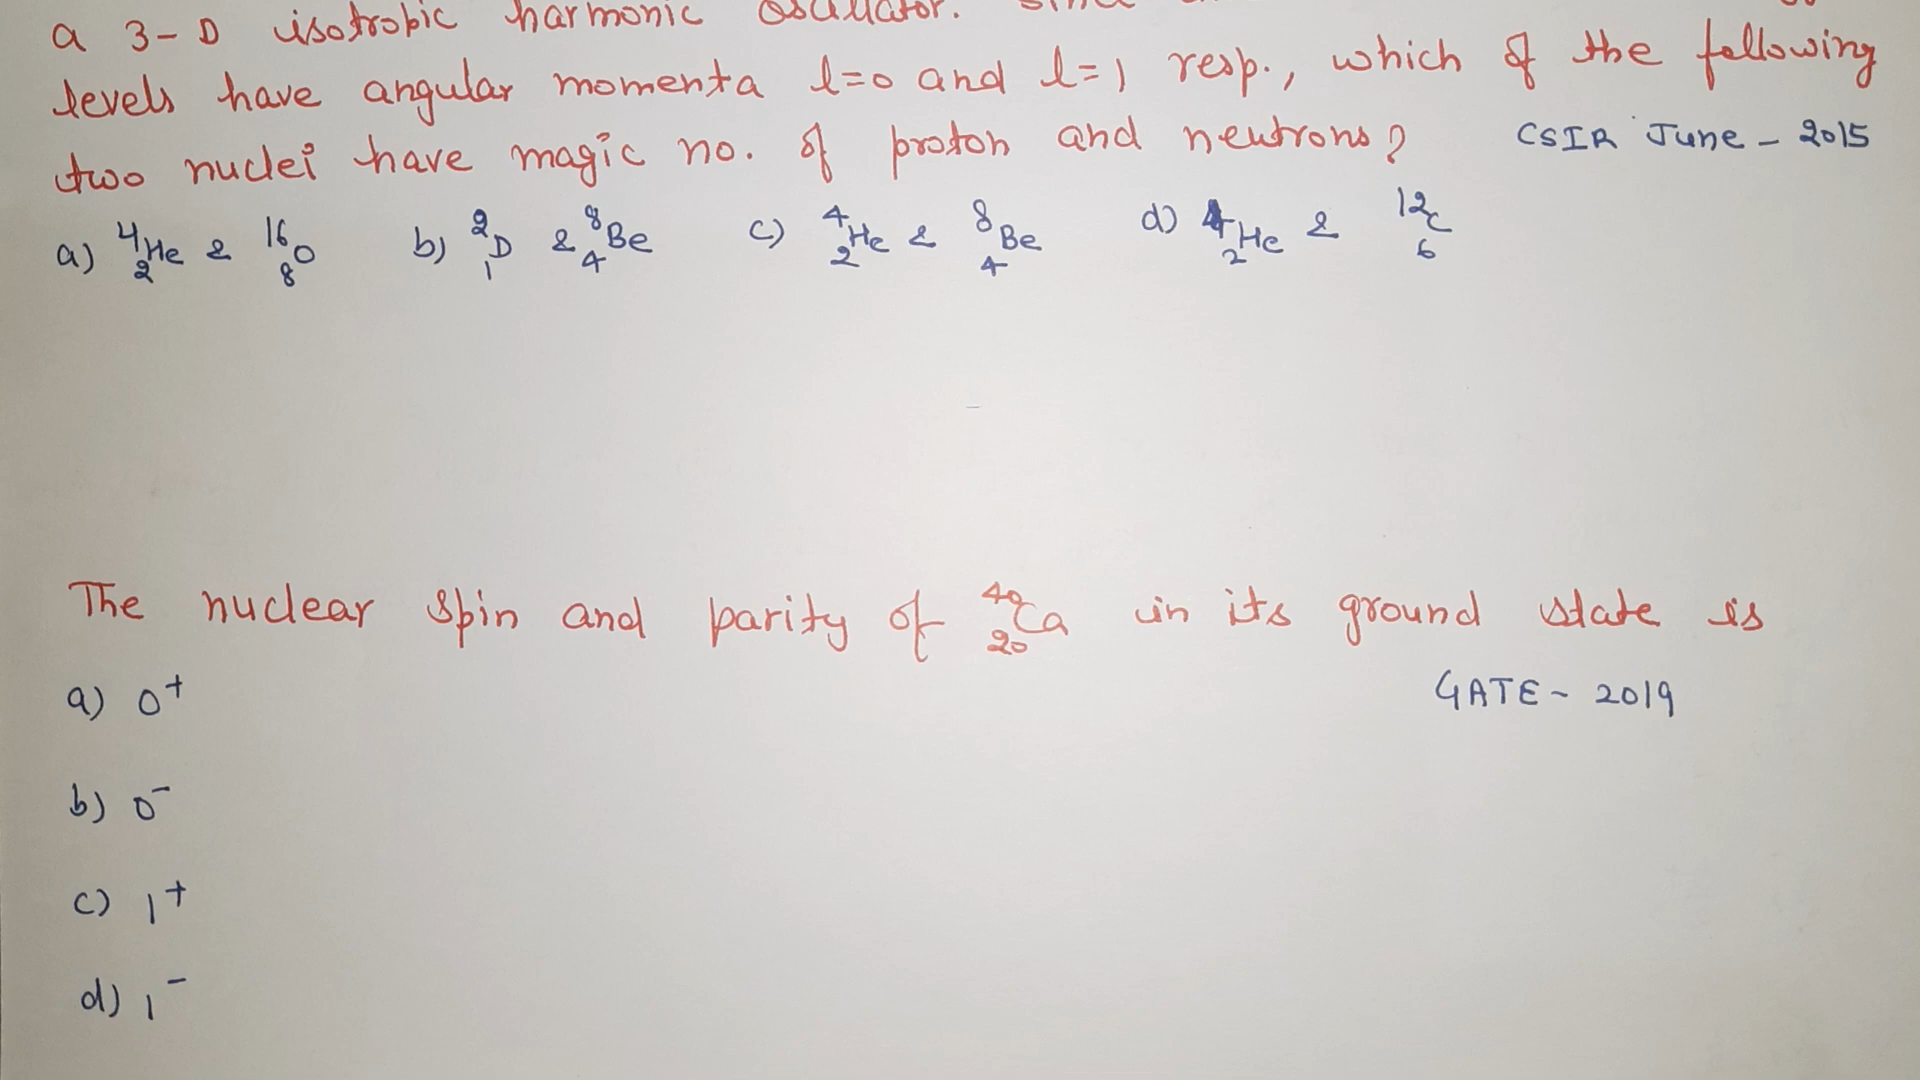 a 3-D isotropic harmonic oscillator.
levels have angular momenta l=0 and l=1 resp., which of the following
two nuclei have magic no. of proton and neutrons? CSIR June - 2015
a) ⁴₂He & ¹⁶₈O b) ²₁D & ⁸₄Be c) ⁴₂He & ⁸₄Be d) ⁴₂He & ¹²₆C
The nuclear spin and parity of ⁴⁰₂₀Ca in its ground state is
a) 0⁺ GATE - 2019
b) 0⁻
c) 1⁺
d) 1⁻